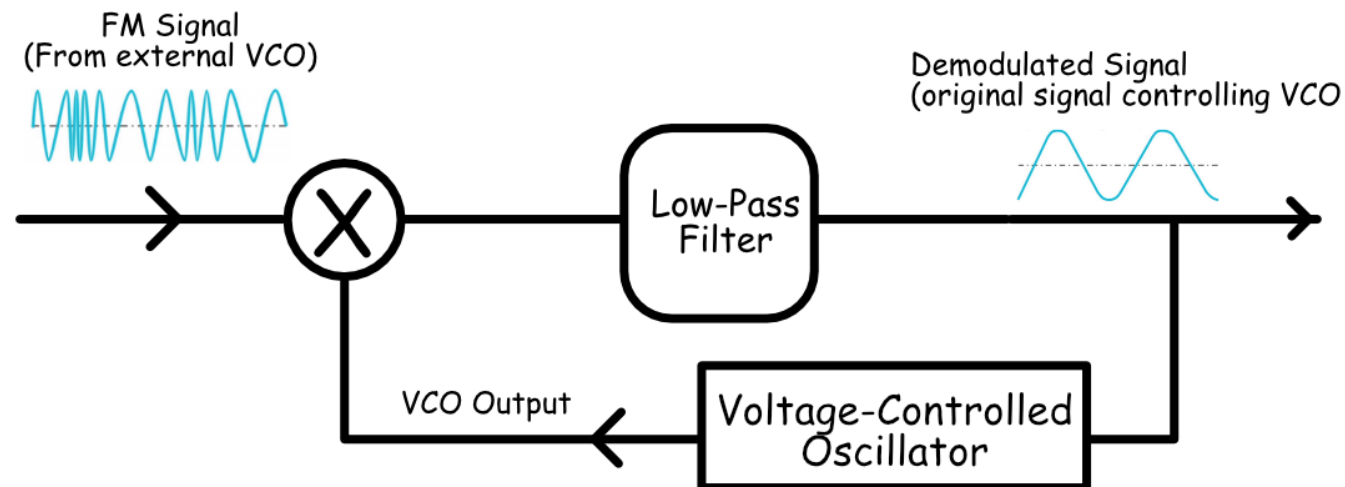 FM Signal
(From external VCO)
Demodulated Signal
(original signal controlling VCO
Low-Pass
Filter
VCO Output
Voltage-Controlled
Oscillator